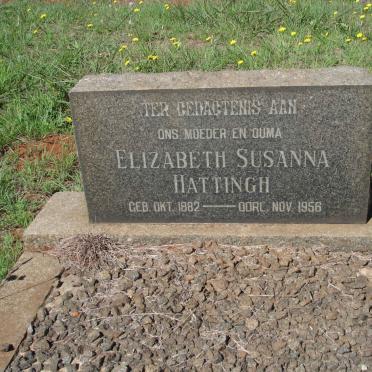 TER GEDAGTENIS AAN
ONS MOEDER EN OUMA
ELIZABETH SUSANNA
HATTINGH
GEB. OKT. 1882 —— OORL. NOV. 1956